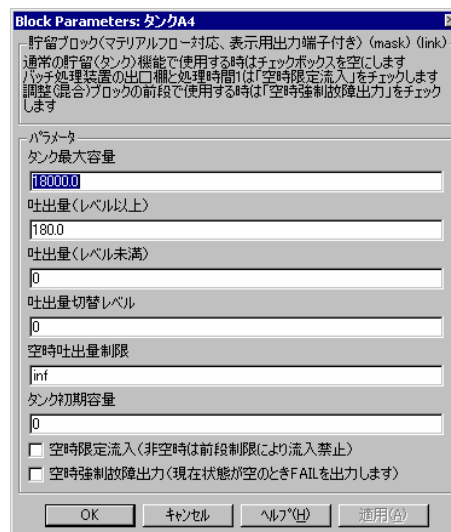 Block Parameters: タンクA4
貯留ブロック(マテリアルフロー対応、表示用出力端子付き) (mask) (link)
通常の貯留(タンク)機能で使用する時はチェックボックスを空にします
バッチ処理装置の出口棚と処理時間1は「空時限定流入」をチェックします
調整(混合)ブロックの前段で使用する時は「空時強制故障出力」をチェック
します
パラメータ
タンク最大容量
18000.0
吐出量(レベル以上)
180.0
吐出量(レベル未満)
0
吐出量切替レベル
0
空時吐出量制限
inf
タンク初期容量
0
空時限定流入(非空時は前段制限により流入禁止)
空時強制故障出力(現在状態が空のときFAILを出力します)
OK キャンセル ヘルプ(H) 適用(A)